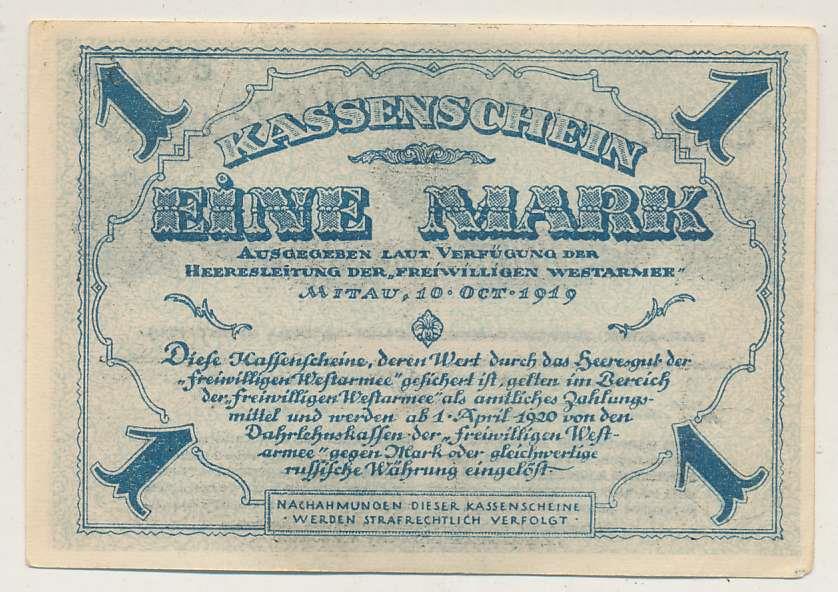 1 1
KASSENSCHEIN
EINE MARK
AUSGEGEBEN LAUT VERFÜGUNG DER
HEERESLEITUNG DER „FREIWILLIGEN WESTARMEE"
MITAU, 10·OCT·1919
Diese Kassenscheine, deren Wert durch das Heeresgut der
„freiwilligen Westarmee" gesichert ist, gelten im Bereich
der „freiwilligen Westarmee" als amtliches Zahlungs-
mittel und werden ab 1·April 1920 von den
Dahrlehnskassen der „freiwilligen West-
armee" gegen Mark oder gleichwertige
russische Währung eingelöst·
1 1
NACHAHMUNGEN DIESER KASSENSCHEINE
· WERDEN STRAFRECHTLICH VERFOLGT ·